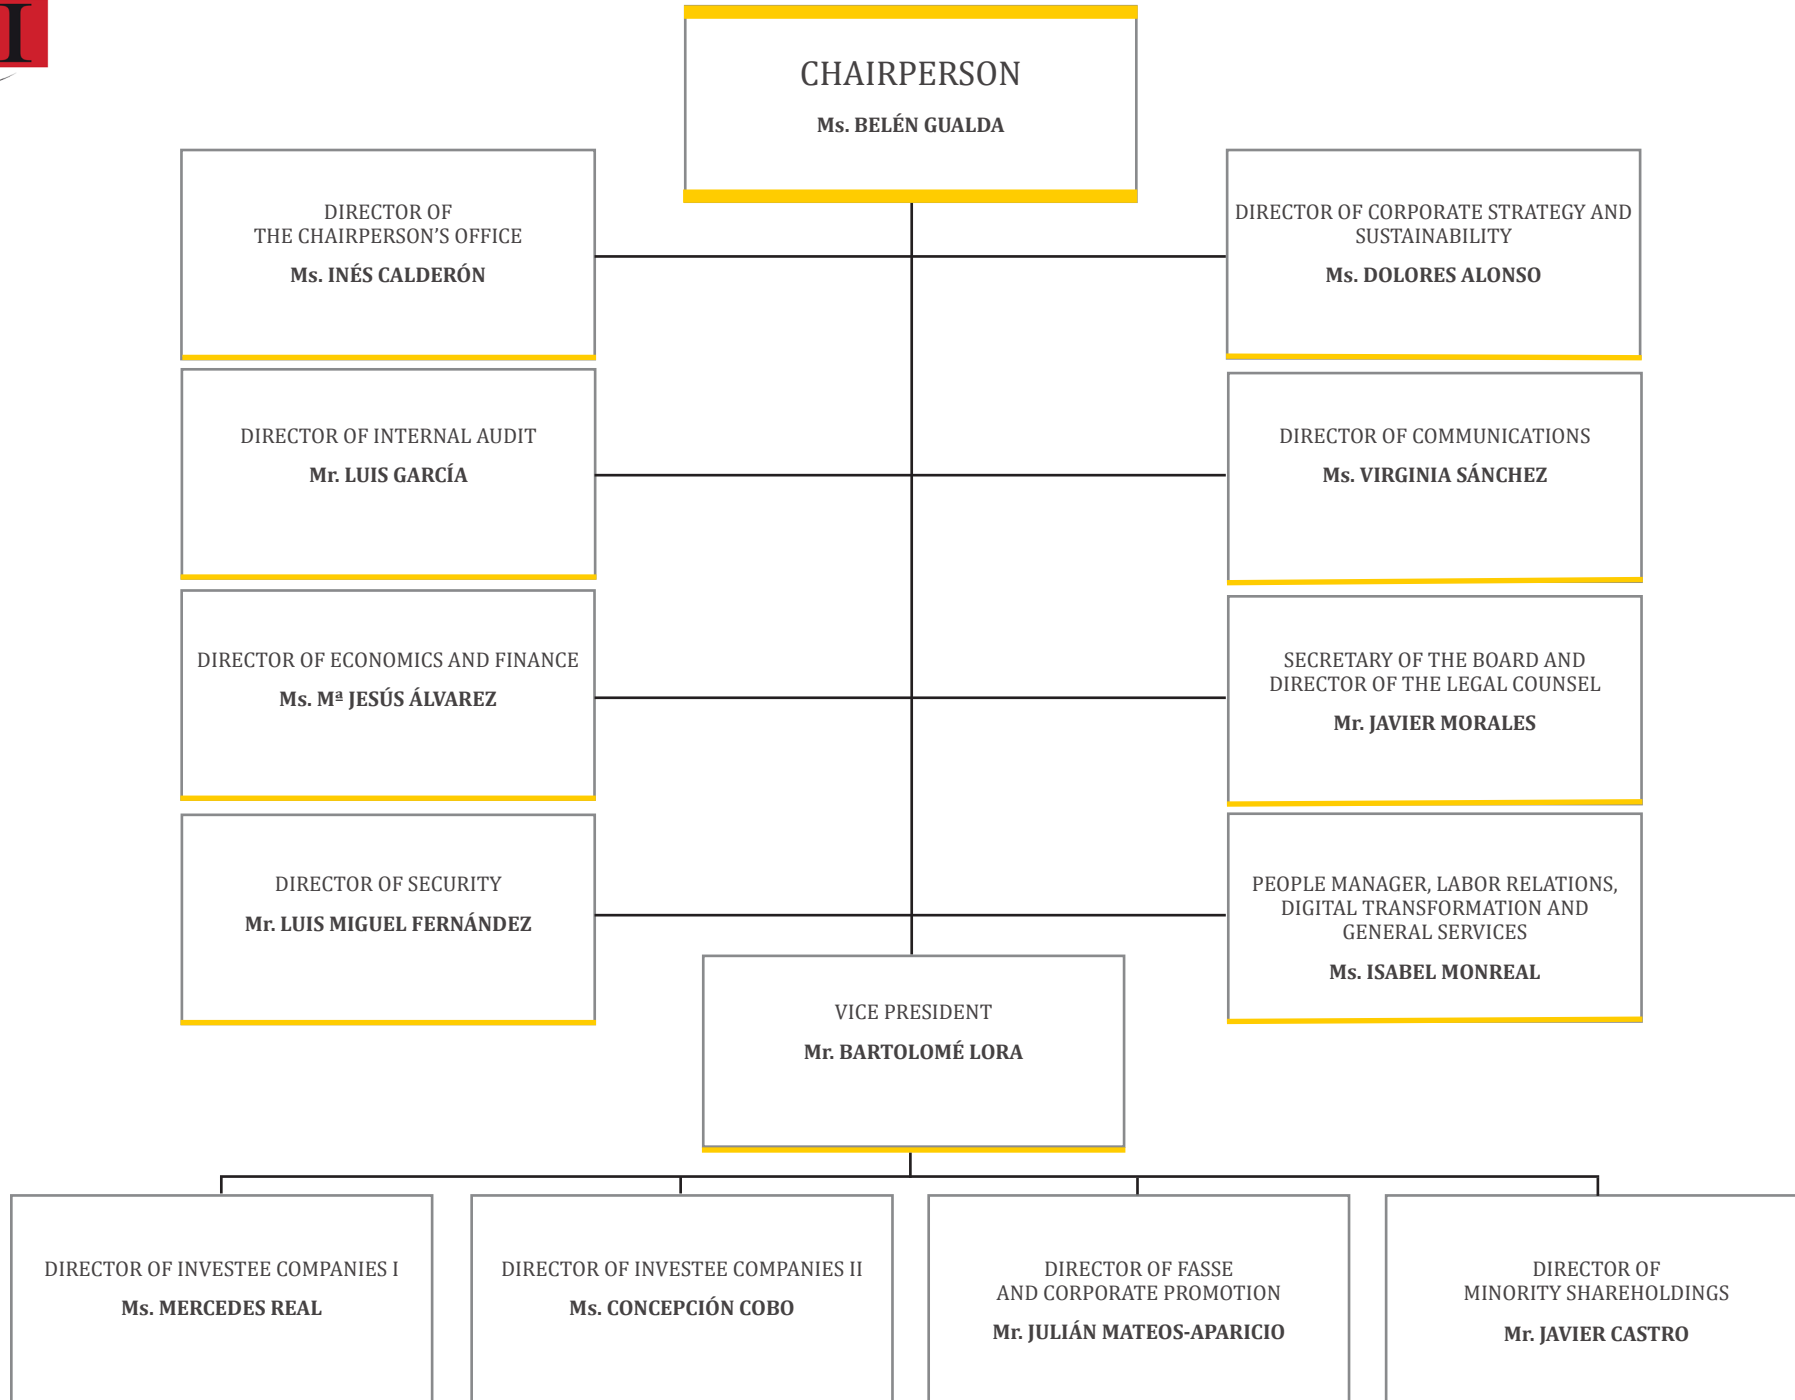 I
CHAIRPERSON
Ms. BELÉN GUALDA
DIRECTOR OF
THE CHAIRPERSON’S OFFICE
Ms. INÉS CALDERÓN
DIRECTOR OF CORPORATE STRATEGY AND
SUSTAINABILITY
Ms. DOLORES ALONSO
DIRECTOR OF INTERNAL AUDIT
Mr. LUIS GARCÍA
DIRECTOR OF COMMUNICATIONS
Ms. VIRGINIA SÁNCHEZ
DIRECTOR OF ECONOMICS AND FINANCE
Ms. Mª JESÚS ÁLVAREZ
SECRETARY OF THE BOARD AND
DIRECTOR OF THE LEGAL COUNSEL
Mr. JAVIER MORALES
DIRECTOR OF SECURITY
Mr. LUIS MIGUEL FERNÁNDEZ
PEOPLE MANAGER, LABOR RELATIONS,
DIGITAL TRANSFORMATION AND
GENERAL SERVICES
Ms. ISABEL MONREAL
VICE PRESIDENT
Mr. BARTOLOMÉ LORA
DIRECTOR OF INVESTEE COMPANIES I
Ms. MERCEDES REAL
DIRECTOR OF INVESTEE COMPANIES II
Ms. CONCEPCIÓN COBO
DIRECTOR OF FASSE
AND CORPORATE PROMOTION
Mr. JULIÁN MATEOS-APARICIO
DIRECTOR OF
MINORITY SHAREHOLDINGS
Mr. JAVIER CASTRO